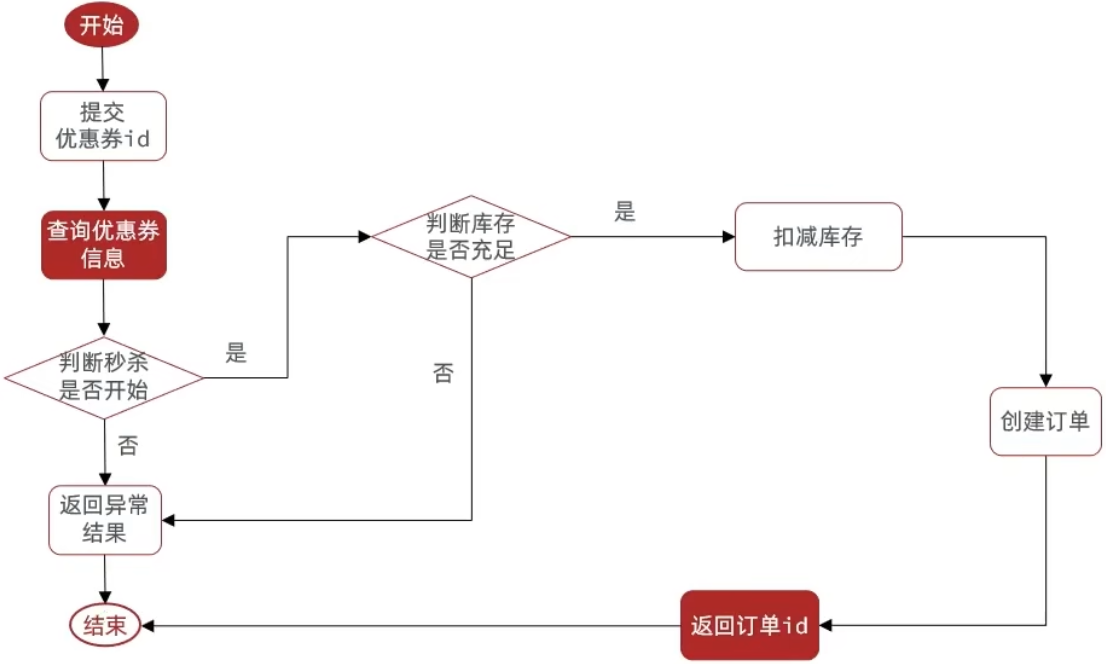 开始
提交
优惠券id
查询优惠券
信息
判断秒杀
是否开始
是
否
判断库存
是否充足
是
否
扣减库存
创建订单
返回异常
结果
返回订单id
结束